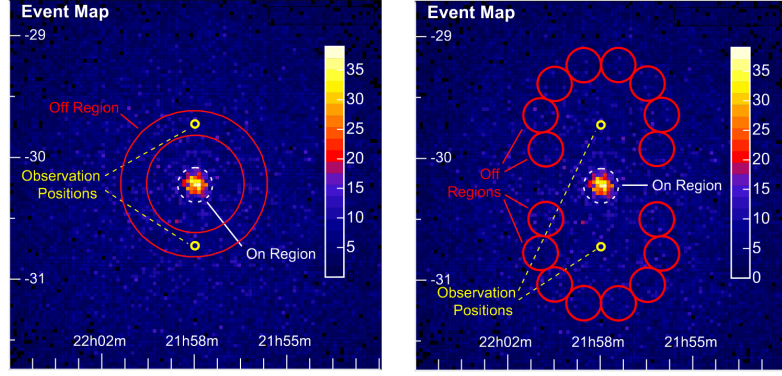 Event Map
-29
-30
-31
35
30
25
20
15
10
5
Off Region
Observation
Positions
On Region
22h02m
21h58m
21h55m
Event Map
-29
-30
-31
35
30
25
20
15
10
5
0
Off
Regions
On Region
Observation
Positions
22h02m
21h58m
21h55m